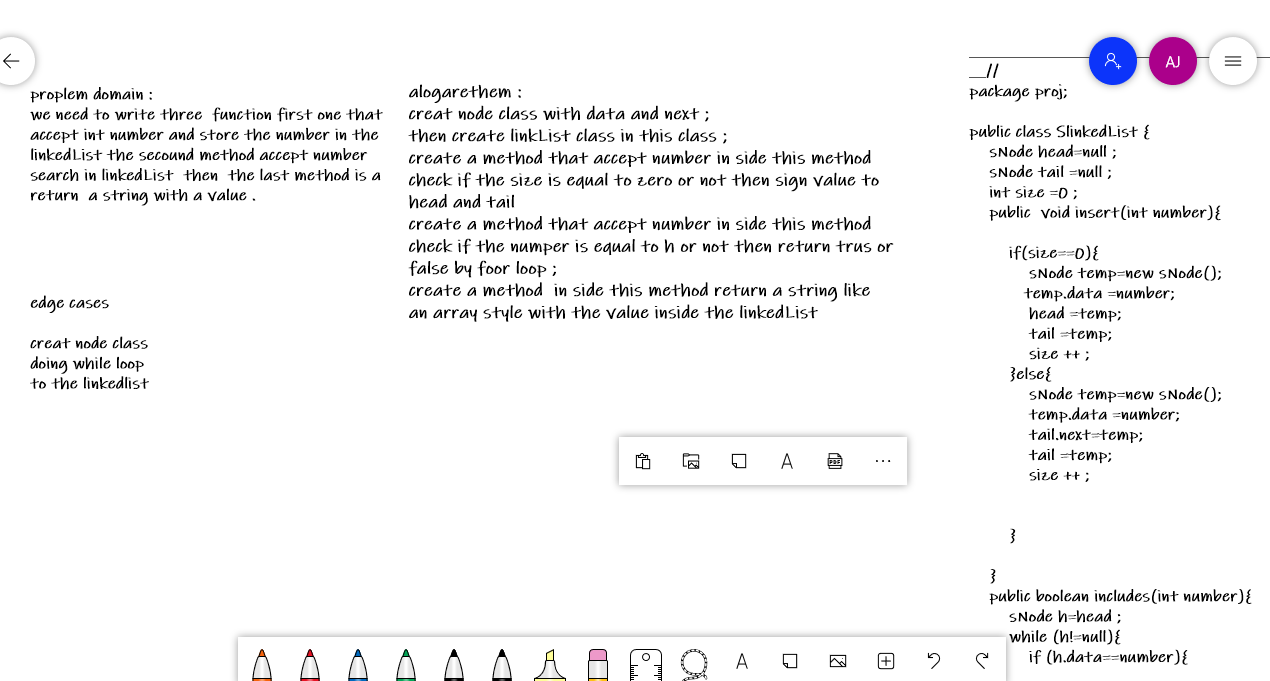 proplem domain :
we need to write three  function first one that
accept int number and store the number in the
linkedList the secound method accept number
search in linkedList  then  the last method is a
return  a string with a value .
edge cases
creat node class
doing while loop
to the linkedlist
alogarethem :
creat node class with data and next ;
then create linkList class in this class ;
create a method that accept number in side this method
check if the size is equal to zero or not then sign value to
head and tail
create a method that accept number in side this method
check if the numper is equal to h or not then return trus or
false by foor loop ;
create a method  in side this method return a string like
an array style with the value inside the linkedList
__//
package proj;
public class SlinkedList {
sNode head=null ;
sNode tail =null ;
int size =0 ;
public  void insert(int number){
if(size==0){
sNode temp=new sNode();
temp.data =number;
head =temp;
tail =temp;
size ++ ;
}else{
sNode temp=new sNode();
temp.data =number;
tail.next=temp;
tail =temp;
size ++ ;
}
}
public boolean includes(int number){
sNode h=head ;
while (h!=null){
if (h.data==number){
AJ
PDF